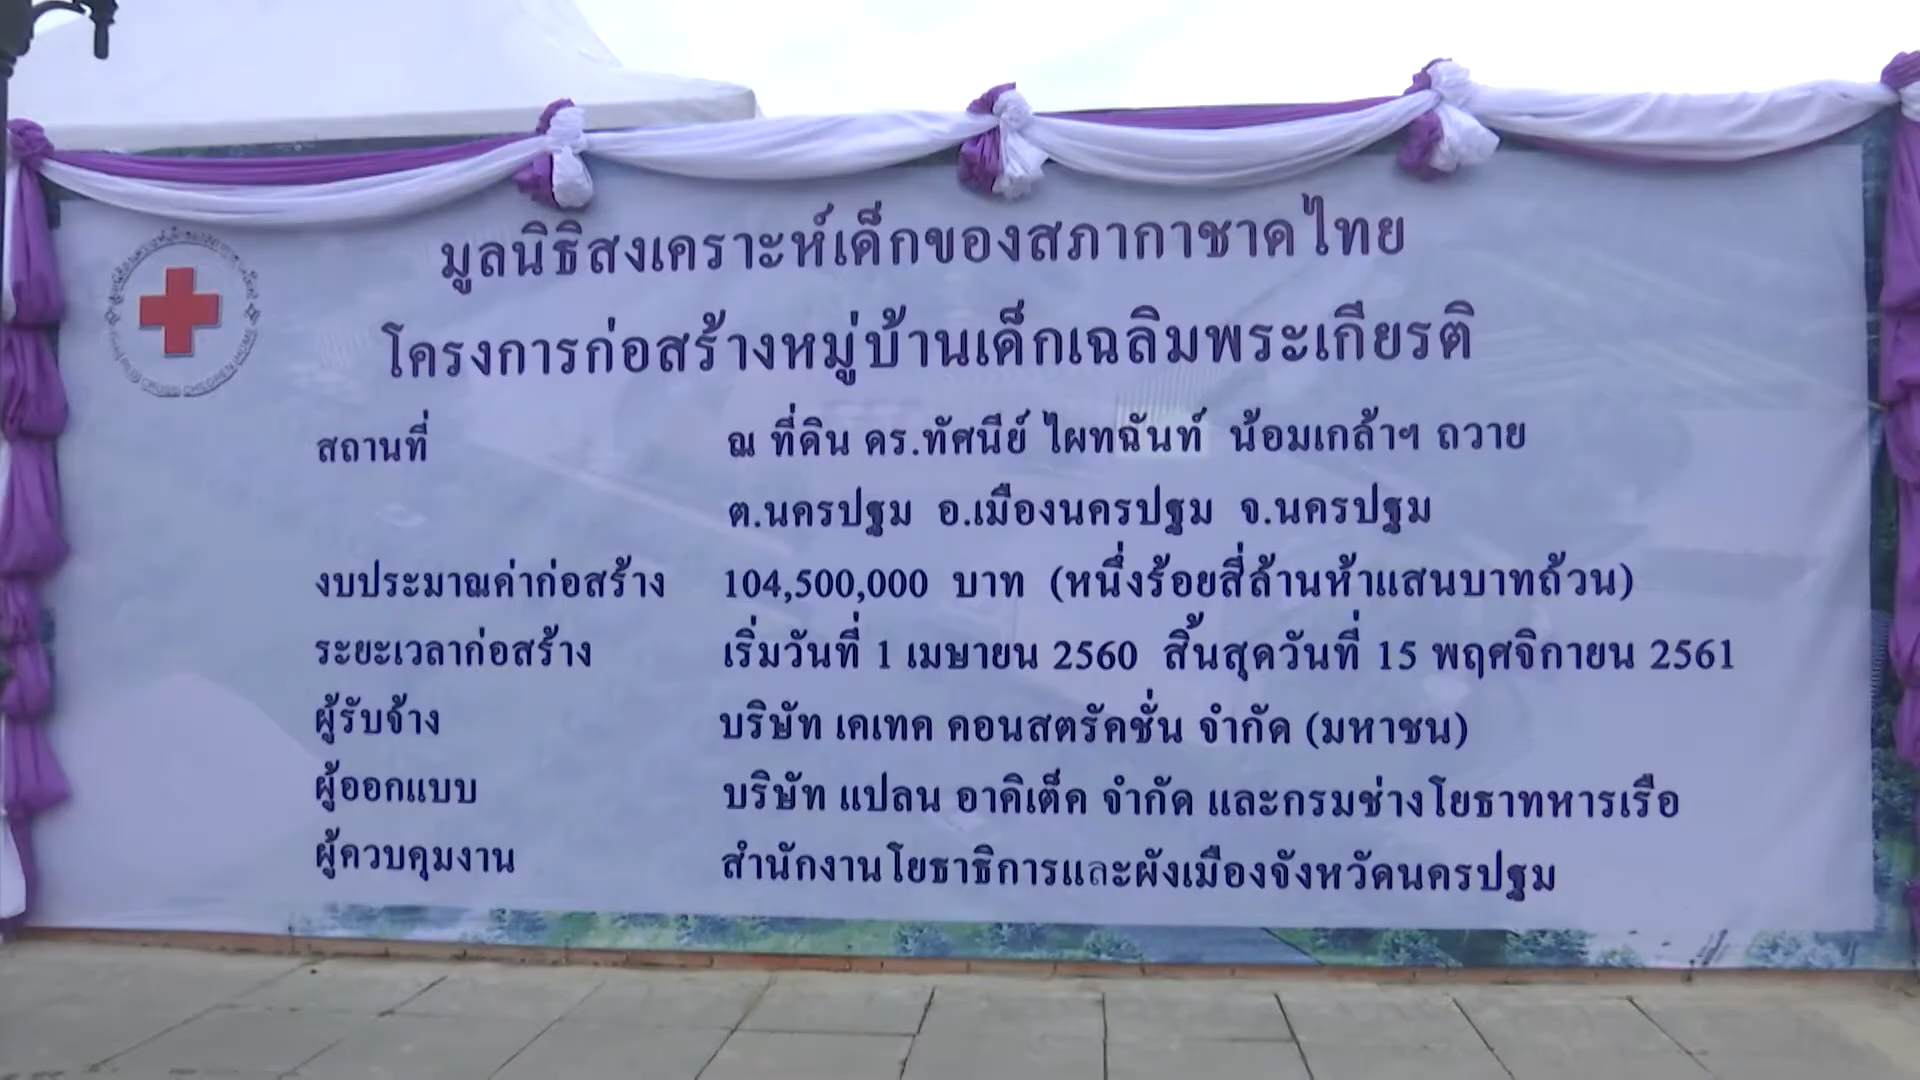 มูลนิธิสงเคราะห์เด็กของสภากาชาดไทย
โครงการก่อสร้างหมู่บ้านเด็กเฉลิมพระเกียรติ
สถานที่ ณ ที่ดิน ดร.ทัศนีย์ ไผทฉันท์ น้อมเกล้าฯ ถวาย
ต.นครปฐม อ.เมืองนครปฐม จ.นครปฐม
งบประมาณค่าก่อสร้าง 104,500,000 บาท (หนึ่งร้อยสี่ล้านห้าแสนบาทถ้วน)
ระยะเวลาก่อสร้าง เริ่มวันที่ 1 เมษายน 2560 สิ้นสุดวันที่ 15 พฤศจิกายน 2561
ผู้รับจ้าง บริษัท เคเทค คอนสตรัคชั่น จำกัด (มหาชน)
ผู้ออกแบบ บริษัท แปลน อาคิเต็ค จำกัด และกรมช่างโยธาทหารเรือ
ผู้ควบคุมงาน สำนักงานโยธาธิการและผังเมืองจังหวัดนครปฐม